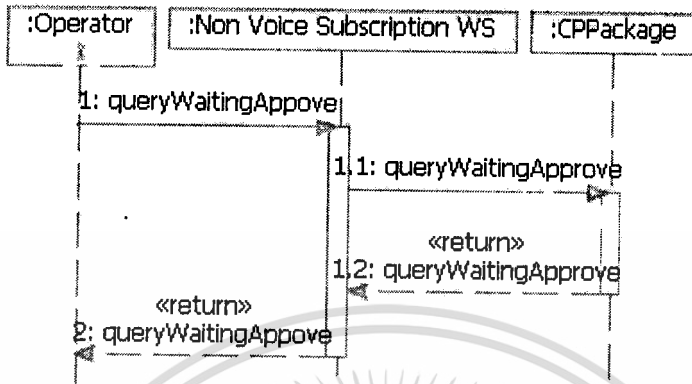 :Operator :Non Voice Subscription WS :CPPackage
1: queryWaitingAppove
1.1: queryWaitingApprove
«return»
1.2: queryWaitingApprove
«return»
2: queryWaitingAppove